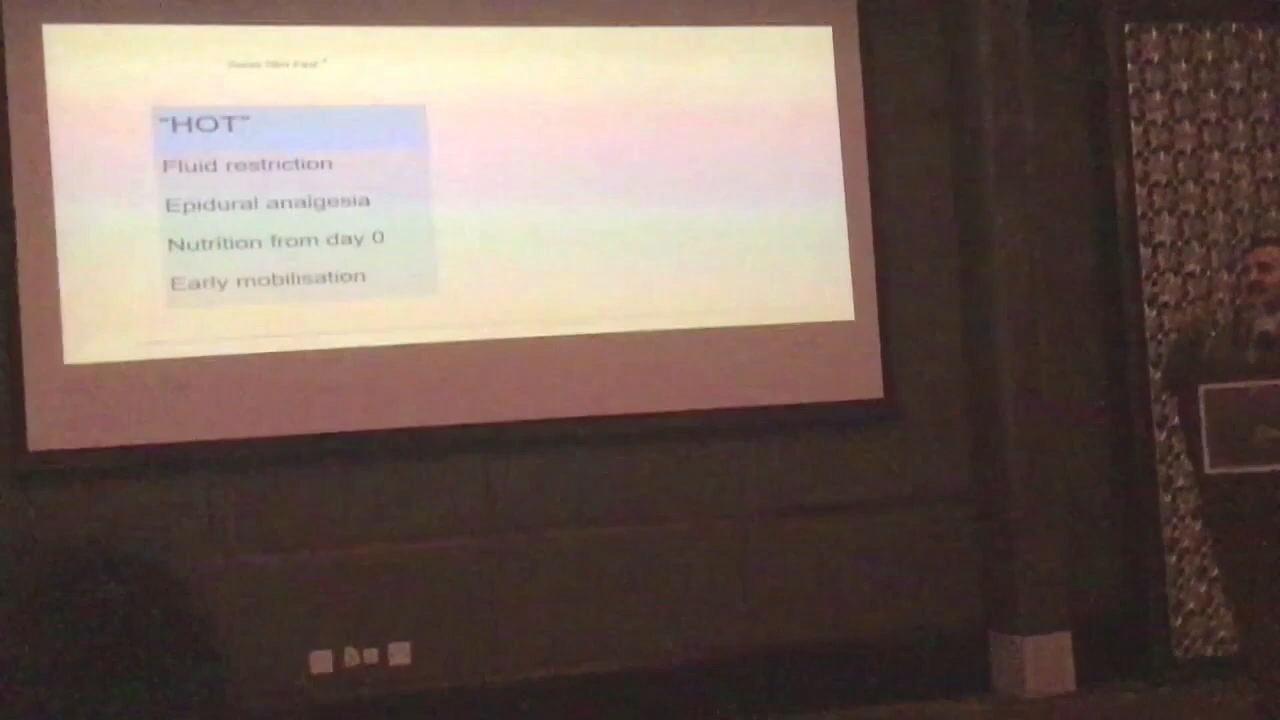 "HOT"
Fluid restriction
Epidural analgesia
Nutrition from day 0
Early mobilisation